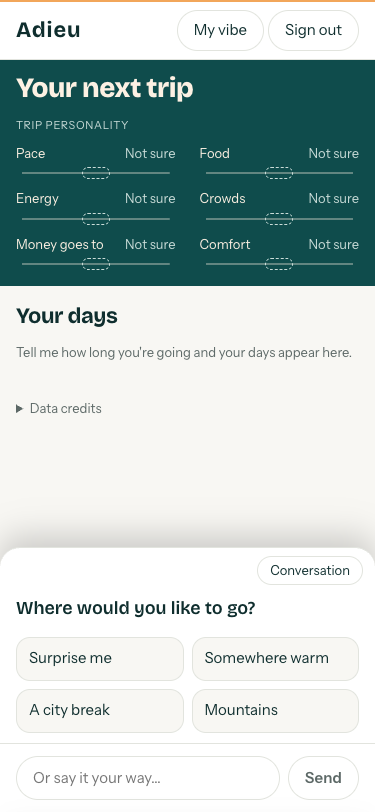 Adieu
My vibe
Sign out
Your next trip
TRIP PERSONALITY
Pace Not sure
Food Not sure
Energy Not sure
Crowds Not sure
Money goes to Not sure
Comfort Not sure
Your days
Tell me how long you're going and your days appear here.
Data credits
Conversation
Where would you like to go?
Surprise me
Somewhere warm
A city break
Mountains
Or say it your way...
Send